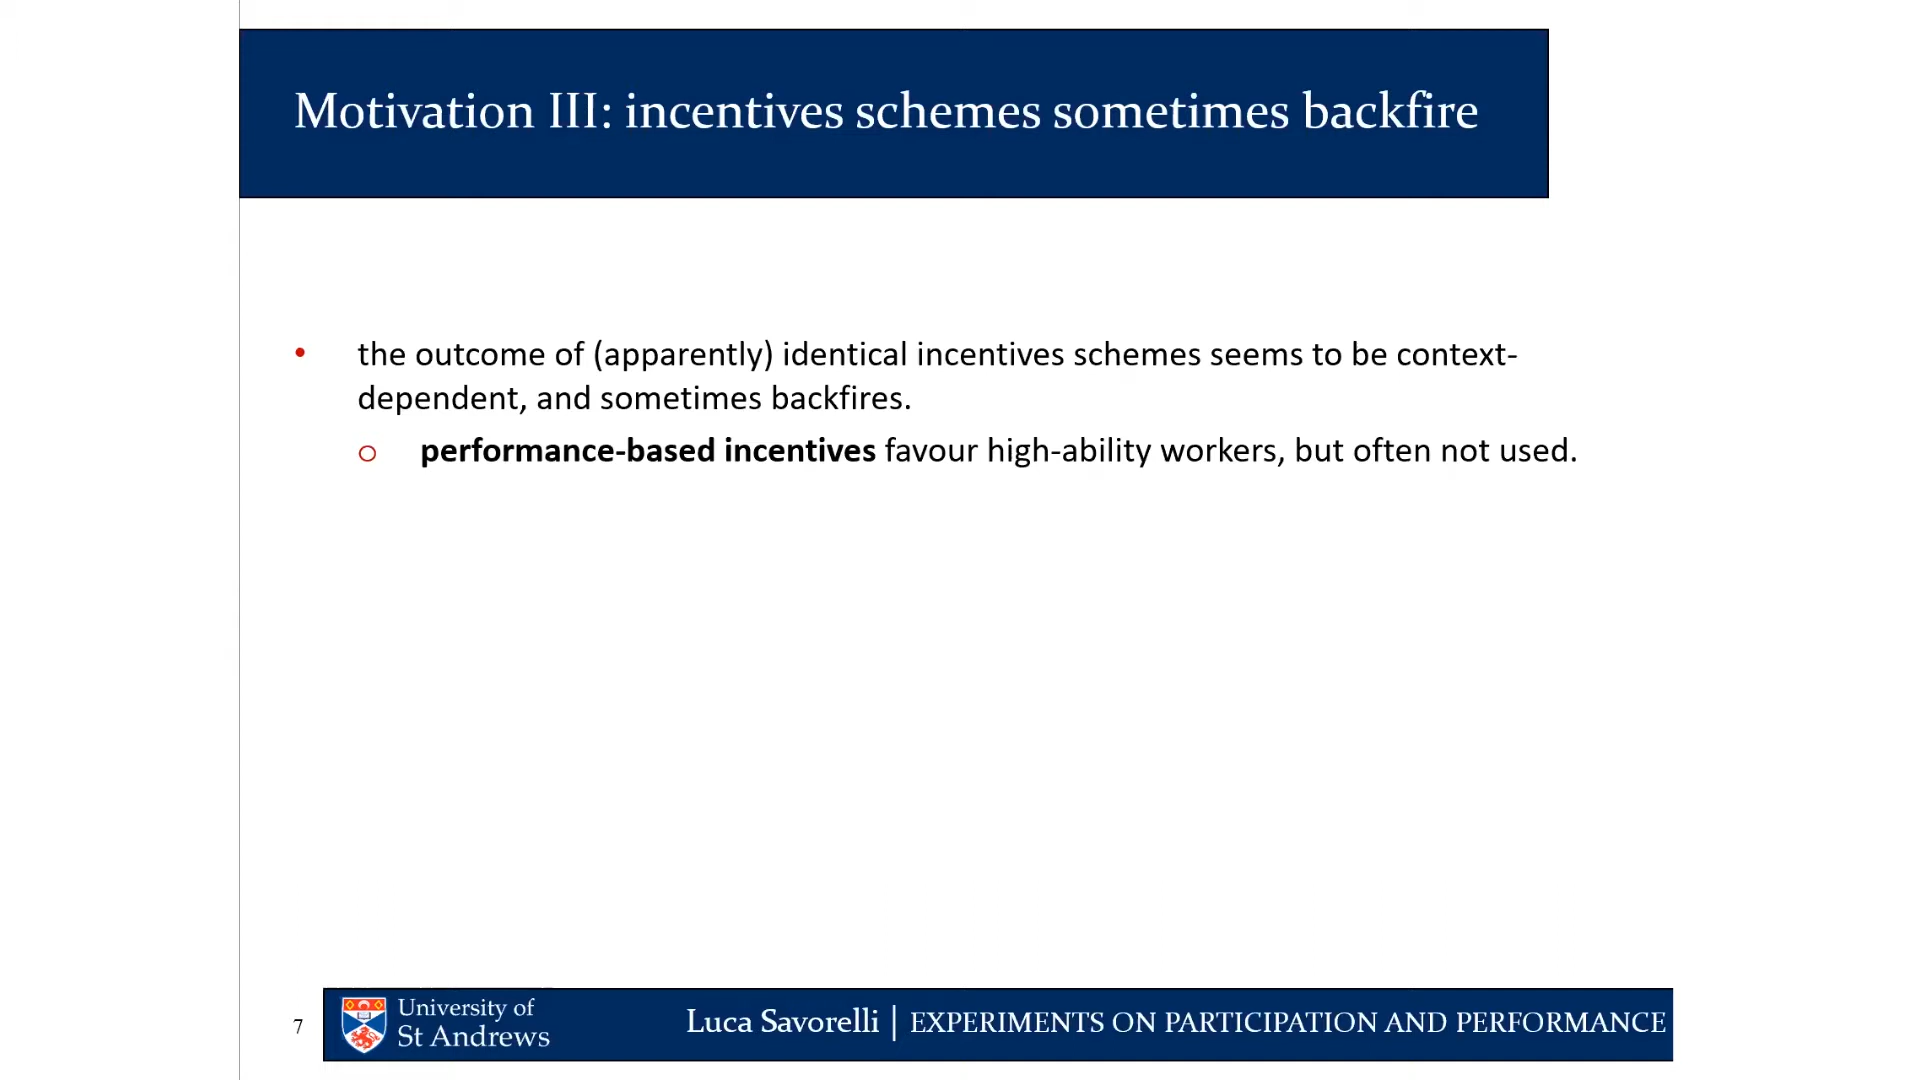 Motivation III: incentives schemes sometimes backfire
• the outcome of (apparently) identical incentives schemes seems to be context-
dependent, and sometimes backfires.
o performance-based incentives favour high-ability workers, but often not used.
7
University of
St Andrews
Luca Savorelli | EXPERIMENTS ON PARTICIPATION AND PERFORMANCE